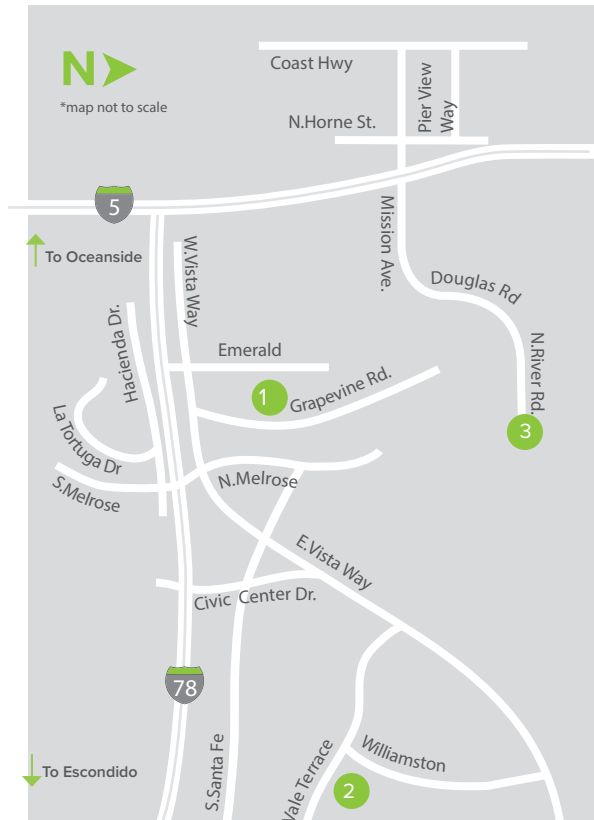 Coast Hwy
N
*map not to scale
Pier View
Way
N.Horne St.
5
Mission Ave.
To Oceanside
W.Vista Way
Douglas Rd
Hacienda Dr.
Emerald
N.River Rd.
1
Grapevine Rd.
3
La Tortuga Dr
S.Melrose
N.Melrose
E.Vista Way
Civic Center Dr.
78
S.Santa Fe
Vale Terrace
Williamston
To Escondido
2